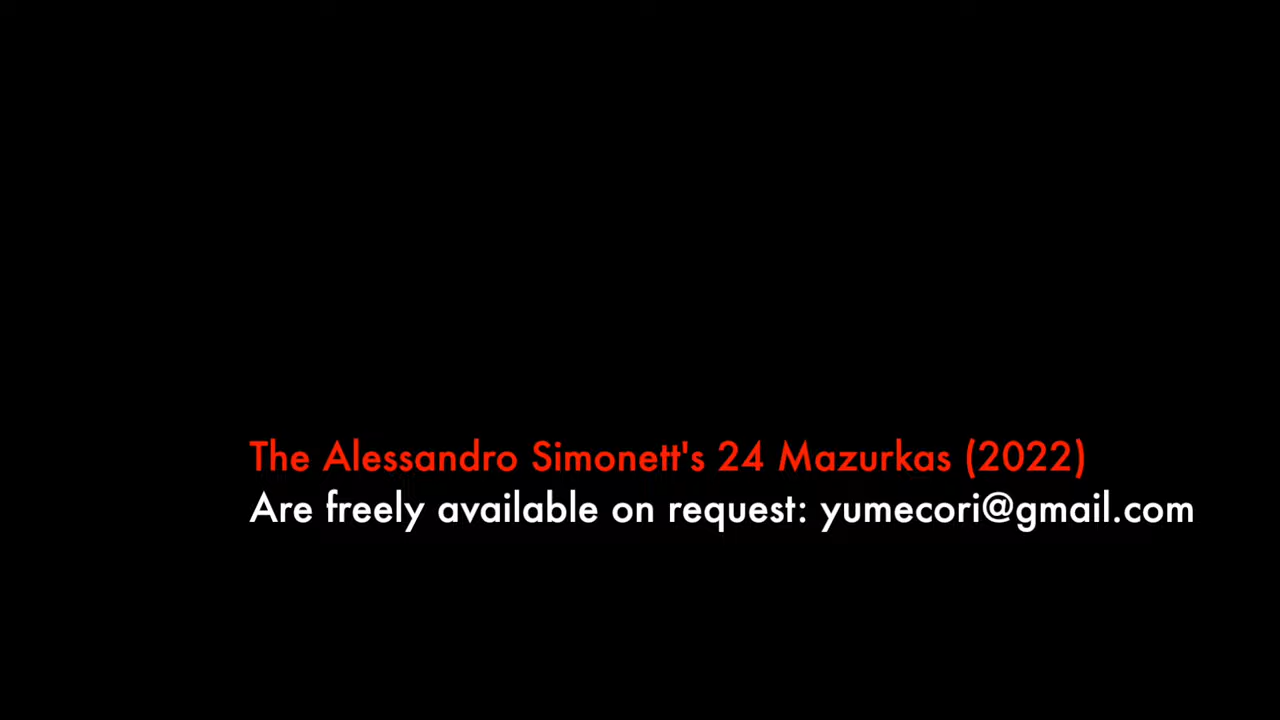 The Alessandro Simonett's 24 Mazurkas (2022)
Are freely available on request: yumecori@gmail.com